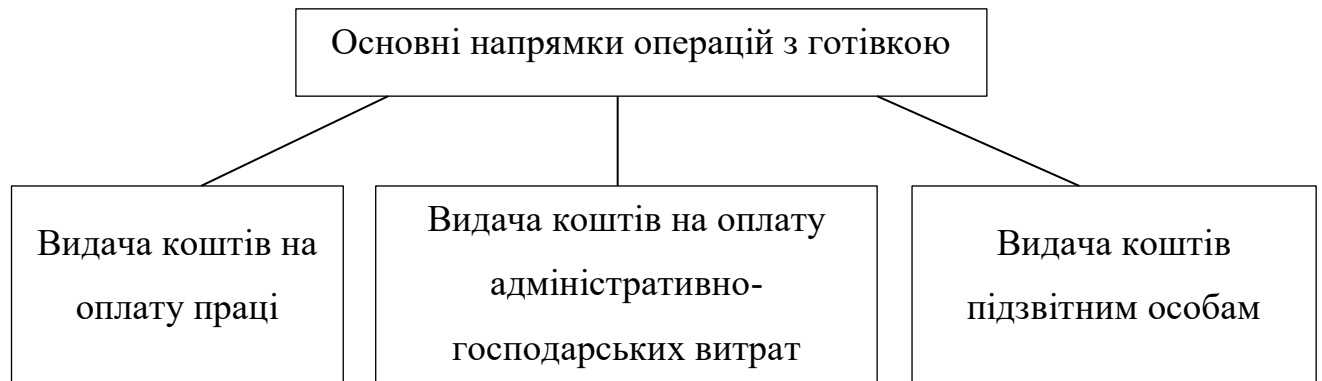 Основні напрямки операцій з готівкою
Видача коштів на
оплату праці
Видача коштів на оплату
адміністративно-
господарських витрат
Видача коштів
підзвітним особам